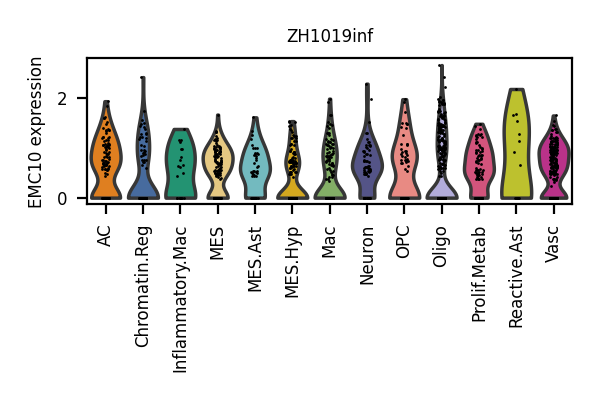 ZH1019inf
EMC10 expression
2
0
AC
Chromatin.Reg
Inflammatory.Mac
MES
MES.Ast
MES.Hyp
Mac
Neuron
OPC
Oligo
Prolif.Metab
Reactive.Ast
Vasc